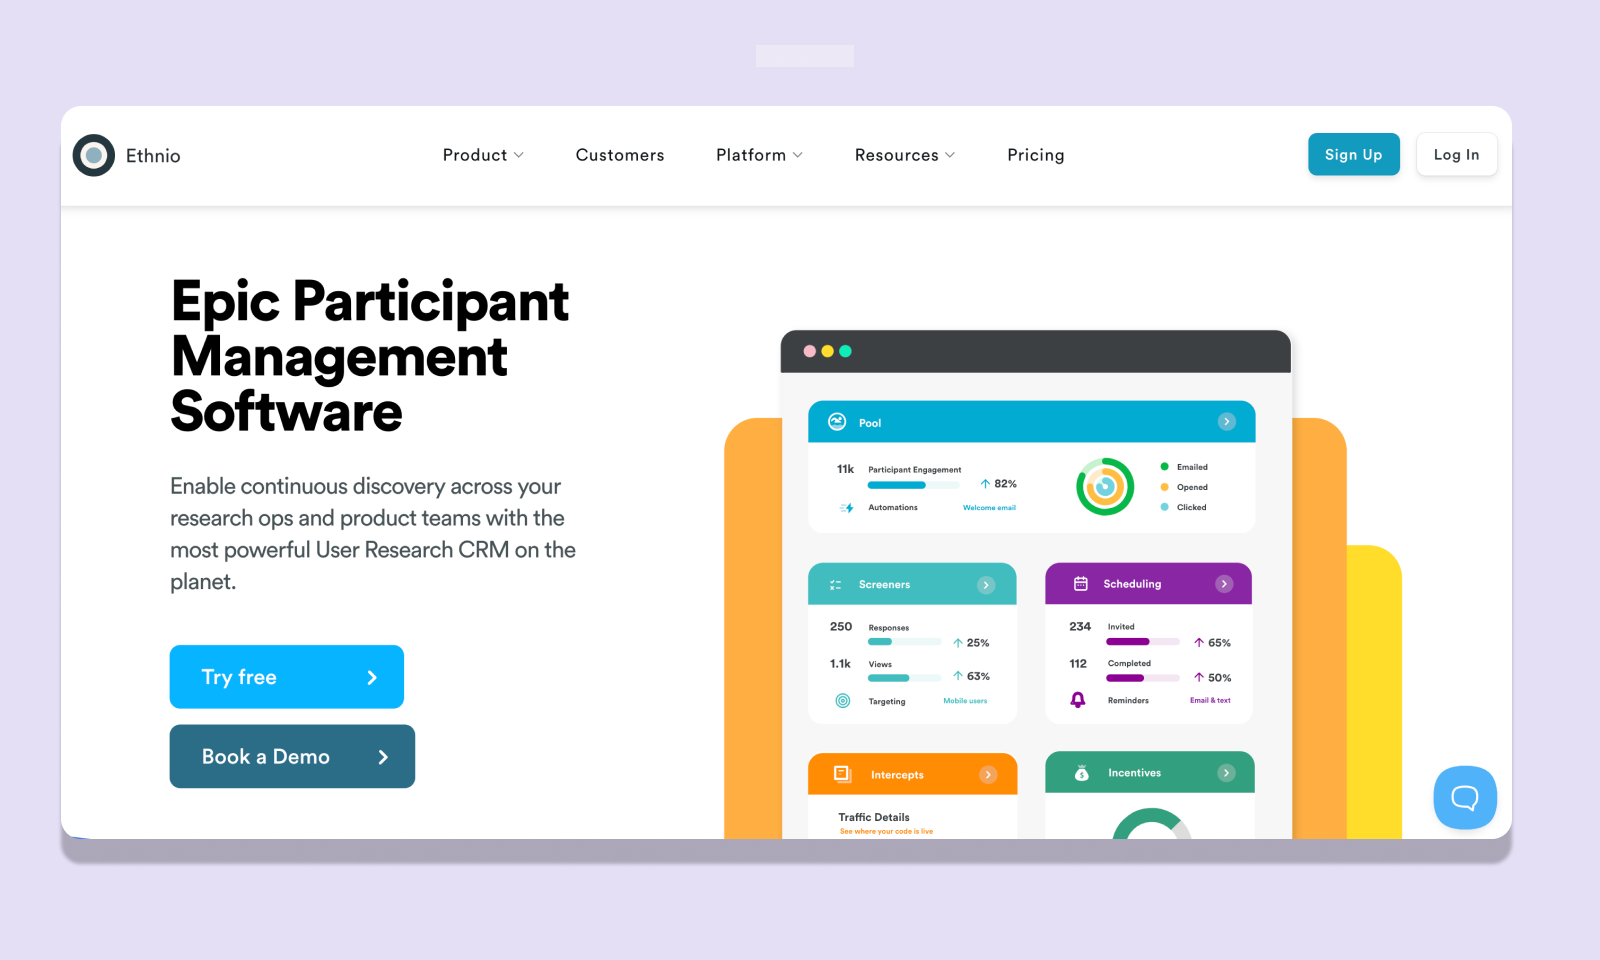 Ethnio
Product
Customers
Platform
Resources
Pricing
Sign Up
Log In
Epic Participant
Management
Software
Enable continuous discovery across your
research ops and product teams with the
most powerful User Research CRM on the
planet.
Try free
Book a Demo
Pool
11k Participant Engagement
82%
Automations Welcome email
Emailed
Opened
Clicked
Screeners
250 Responses
25%
1.1k Views
63%
Targeting Mobile users
Scheduling
234 Invited
65%
112 Completed
50%
Reminders Email & text
Intercepts
Traffic Details
See where your code is live
Incentives